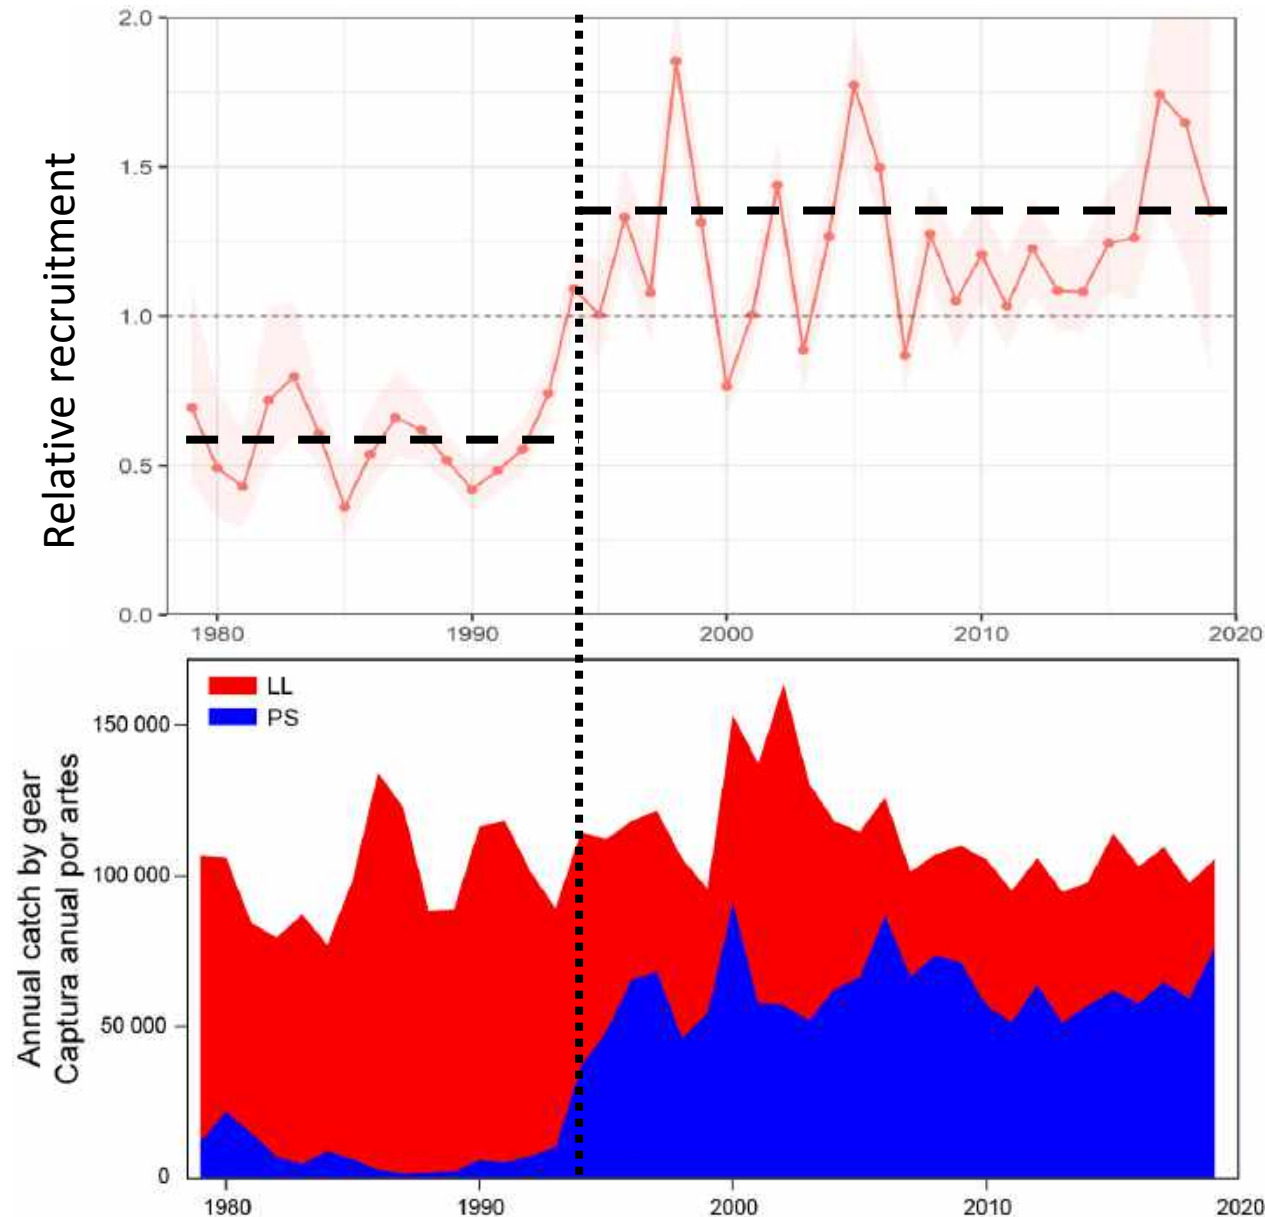 Relative recruitment
2.0
1.5
1.0
0.5
0.0
1980 1990 2000 2010 2020
LL
PS
Annual catch by gear
Captura anual por artes
150 000
100 000
50 000
0
1980 1990 2000 2010 2020